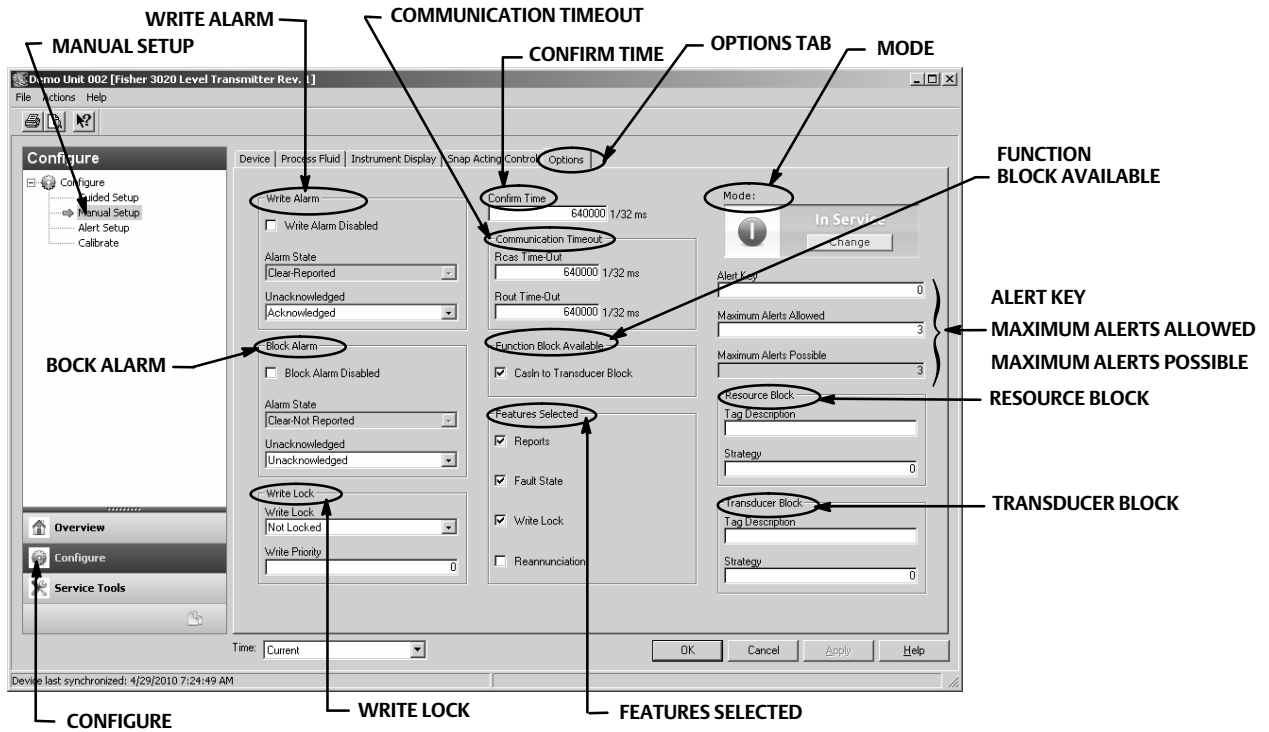 WRITE ALARM
COMMUNICATION TIMEOUT
MANUAL SETUP
CONFIRM TIME
OPTIONS TAB
MODE
Demo Unit 002 [Fisher 3020 Level Transmitter Rev. 1]
File Actions Help
Configure
Configure
Guided Setup
Manual Setup
Alert Setup
Calibrate
Overview
Configure
Service Tools
Device
Process Fluid
Instrument Display
Snap Acting Control
Options
Write Alarm
Write Alarm Disabled
Alarm State
Clear-Reported
Unacknowledged
Acknowledged
Block Alarm
Block Alarm Disabled
Alarm State
Clear-Not Reported
Unacknowledged
Unacknowledged
Write Lock
Write Lock
Not Locked
Write Priority
0
Confirm Time
640000 1/32 ms
Communication Timeout
Rcas Time-Out
640000 1/32 ms
Rout Time-Out
640000 1/32 ms
Function Block Available
CasIn to Transducer Block
Features Selected
Reports
Fault State
Write Lock
Reannunciation
Mode:
In Service
Change
Alert Key
0
Maximum Alerts Allowed
3
Maximum Alerts Possible
3
Resource Block
Tag Description
Strategy
0
Transducer Block
Tag Description
Strategy
0
Time: Current
OK
Cancel
Apply
Help
Device last synchronized: 4/29/2010 7:24:49 AM
FUNCTION
BLOCK AVAILABLE
ALERT KEY
MAXIMUM ALERTS ALLOWED
MAXIMUM ALERTS POSSIBLE
RESOURCE BLOCK
TRANSDUCER BLOCK
BOCK ALARM
CONFIGURE
WRITE LOCK
FEATURES SELECTED